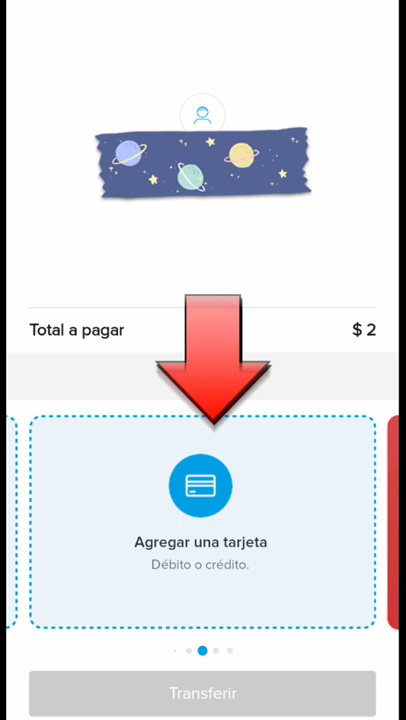 Total a pagar
$ 2
Agregar una tarjeta
Débito o crédito.
Transferir